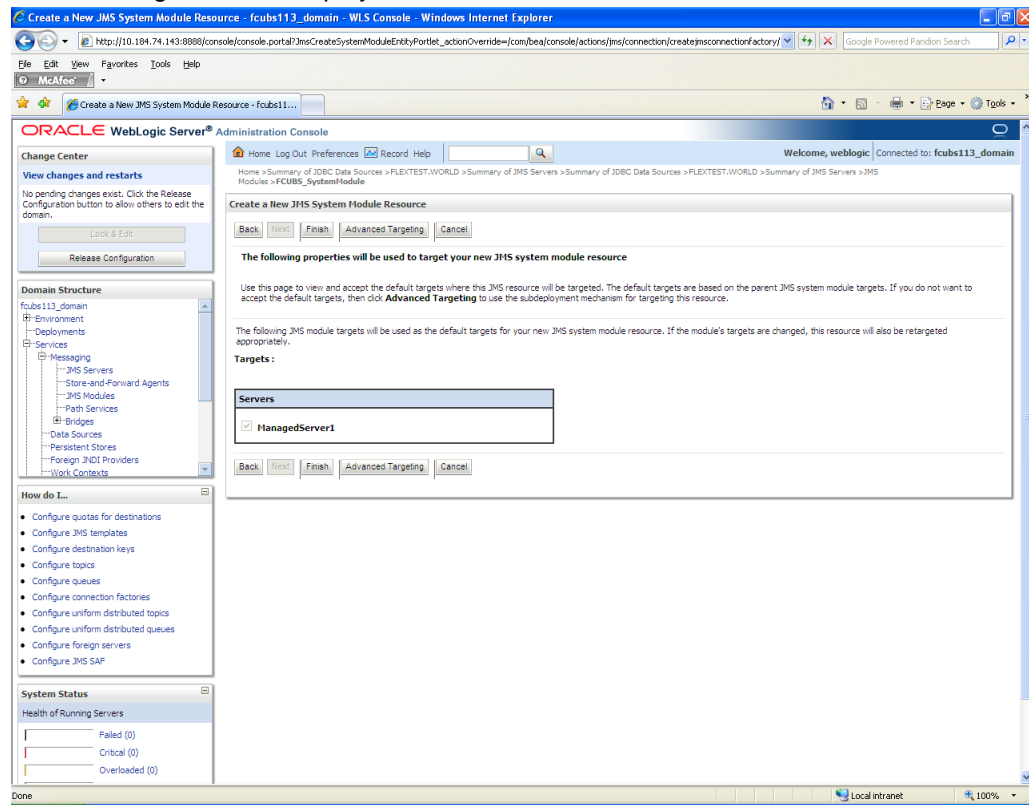 Create a New JMS System Module Resource - fcubs113_domain - WLS Console - Windows Internet Explorer
http://10.184.74.143:8888/console/console.portal?JmsCreateSystemModuleEntityPortlet_actionOverride=/com/bea/console/actions/jms/connection/createjmsconnectionfactory/
Google Powered Pandion Search
File Edit View Favorites Tools Help
McAfee
Create a New JMS System Module Resource - fcubs11...
Page Tools
ORACLE WebLogic Server® Administration Console
Change Center
View changes and restarts
No pending changes exist. Click the Release
Configuration button to allow others to edit the
domain.
Lock & Edit
Release Configuration
Domain Structure
fcubs113_domain
Environment
Deployments
Services
Messaging
JMS Servers
Store-and-Forward Agents
JMS Modules
Path Services
Bridges
Data Sources
Persistent Stores
Foreign JNDI Providers
Work Contexts
How do I...
Configure quotas for destinations
Configure JMS templates
Configure destination keys
Configure topics
Configure queues
Configure connection factories
Configure uniform distributed topics
Configure uniform distributed queues
Configure foreign servers
Configure JMS SAF
System Status
Health of Running Servers
Failed (0)
Critical (0)
Overloaded (0)
Home Log Out Preferences Record Help
Welcome, weblogic Connected to: fcubs113_domain
Home >Summary of JDBC Data Sources >FLEXTEST.WORLD >Summary of JMS Servers >Summary of JDBC Data Sources >FLEXTEST.WORLD >Summary of JMS Servers >JMS
Modules >FCUBS_SystemModule
Create a New JMS System Module Resource
Back Next Finish Advanced Targeting Cancel
The following properties will be used to target your new JMS system module resource
Use this page to view and accept the default targets where this JMS resource will be targeted. The default targets are based on the parent JMS system module targets. If you do not want to
accept the default targets, then click Advanced Targeting to use the subdeployment mechanism for targeting this resource.
The following JMS module targets will be used as the default targets for your new JMS system module resource. If the module's targets are changed, this resource will also be retargeted
appropriately.
Targets :
Servers
ManagedServer1
Back Next Finish Advanced Targeting Cancel
Done
Local intranet
100%